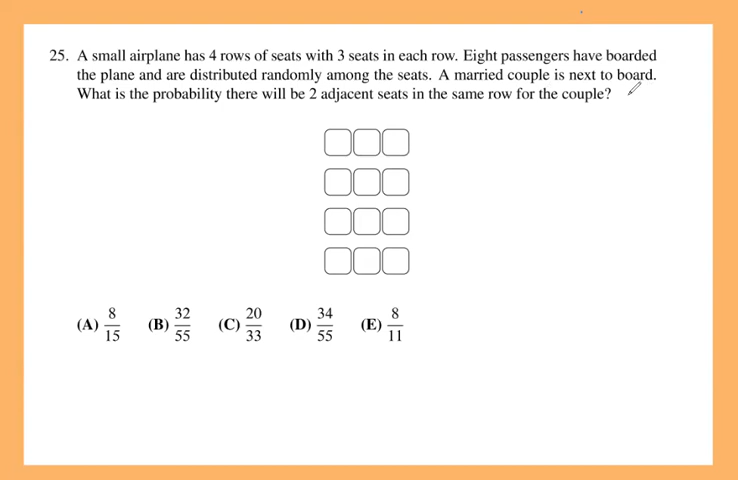 25. A small airplane has 4 rows of seats with 3 seats in each row. Eight passengers have boarded
the plane and are distributed randomly among the seats. A married couple is next to board.
What is the probability there will be 2 adjacent seats in the same row for the couple?
(A) 8/15 (B) 32/55 (C) 20/33 (D) 34/55 (E) 8/11